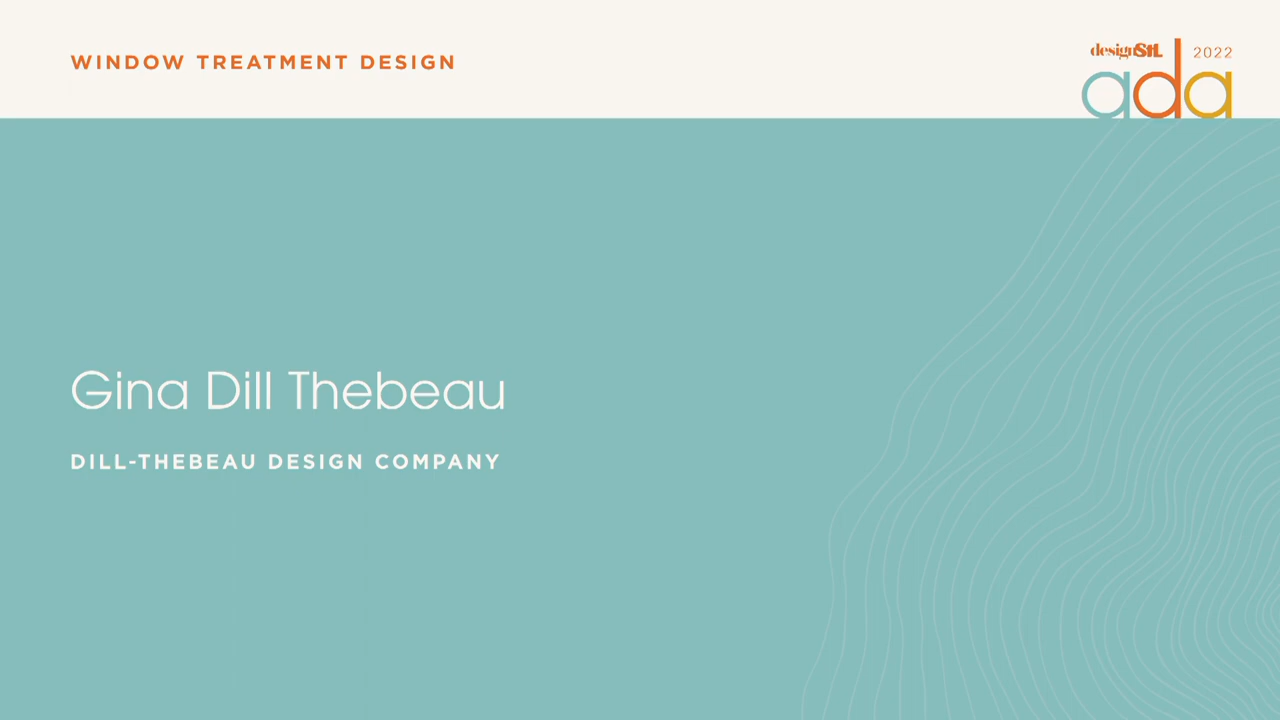 WINDOW TREATMENT DESIGN
designSTL 2022
ada
Gina Dill Thebeau
DILL-THEBEAU DESIGN COMPANY